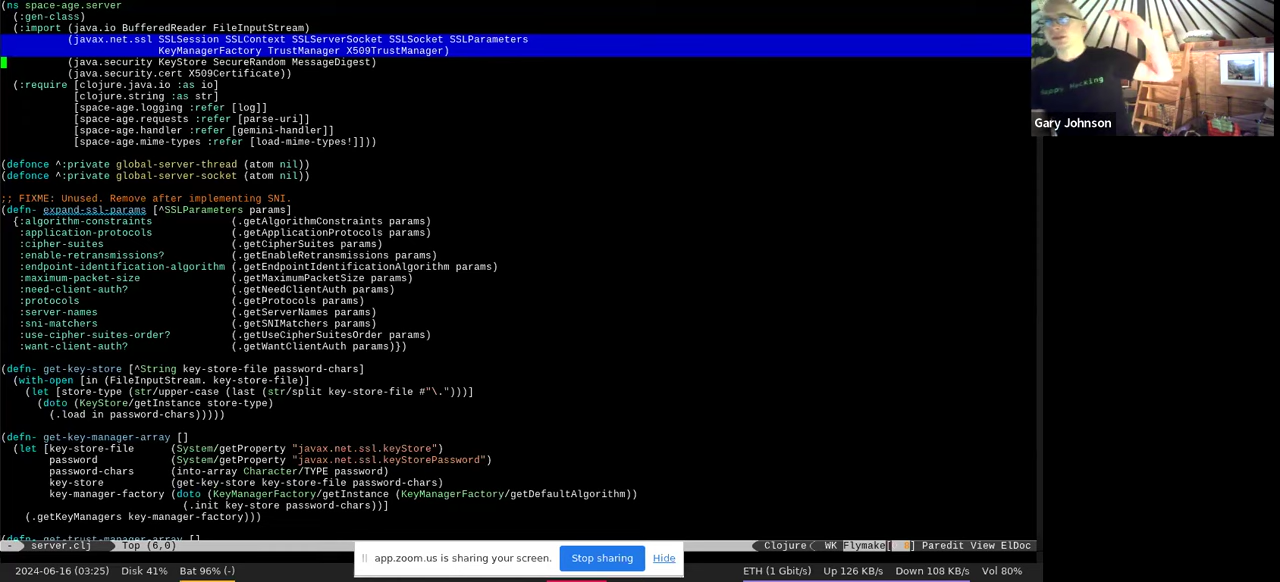 (ns space-age.server
(:gen-class)
(:import (java.io BufferedReader FileInputStream)
(javax.net.ssl SSLSession SSLContext SSLServerSocket SSLSocket SSLParameters
KeyManagerFactory TrustManager X509TrustManager)
(java.security KeyStore SecureRandom MessageDigest)
(java.security.cert X509Certificate))
(:require [clojure.java.io :as io]
[clojure.string :as str]
[space-age.logging :refer [log]]
[space-age.requests :refer [parse-uri]]
[space-age.handler :refer [gemini-handler]]
[space-age.mime-types :refer [load-mime-types!]]))
(defonce ^:private global-server-thread (atom nil))
(defonce ^:private global-server-socket (atom nil))
;; FIXME: Unused. Remove after implementing SNI.
(defn- expand-ssl-params [^SSLParameters params]
{:algorithm-constraints (.getAlgorithmConstraints params)
:application-protocols (.getApplicationProtocols params)
:cipher-suites (.getCipherSuites params)
:enable-retransmissions? (.getEnableRetransmissions params)
:endpoint-identification-algorithm (.getEndpointIdentificationAlgorithm params)
:maximum-packet-size (.getMaximumPacketSize params)
:need-client-auth? (.getNeedClientAuth params)
:protocols (.getProtocols params)
:server-names (.getServerNames params)
:sni-matchers (.getSNIMatchers params)
:use-cipher-suites-order? (.getUseCipherSuitesOrder params)
:want-client-auth? (.getWantClientAuth params)})
(defn- get-key-store [^String key-store-file password-chars]
(with-open [in (FileInputStream. key-store-file)]
(let [store-type (str/upper-case (last (str/split key-store-file #"\.")))]
(doto (KeyStore/getInstance store-type)
(.load in password-chars)))))
(defn- get-key-manager-array []
(let [key-store-file (System/getProperty "javax.net.ssl.keyStore")
password (System/getProperty "javax.net.ssl.keyStorePassword")
password-chars (into-array Character/TYPE password)
key-store (get-key-store key-store-file password-chars)
key-manager-factory (doto (KeyManagerFactory/getInstance (KeyManagerFactory/getDefaultAlgorithm))
(.init key-store password-chars))]
(.getKeyManagers key-manager-factory)))
(defn- get-trust-manager-array []
- server.clj Top (6,0) Clojure( WK Flymake[ 8] Paredit View ElDoc
app.zoom.us is sharing your screen. Stop sharing Hide
2024-06-16 (03:25) Disk 41% Bat 96% (-) ETH (1 Gbit/s) Up 126 KB/s Down 108 KB/s Vol 80%
Happy Hacking
Gary Johnson